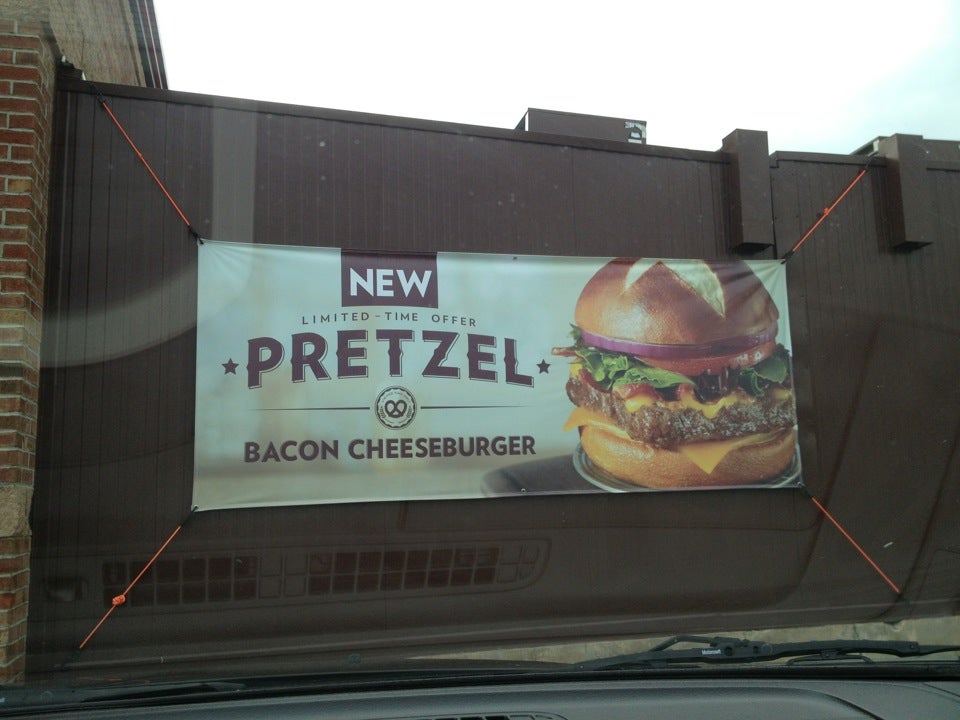 NEW
LIMITED-TIME OFFER
PRETZEL
BACON CHEESEBURGER